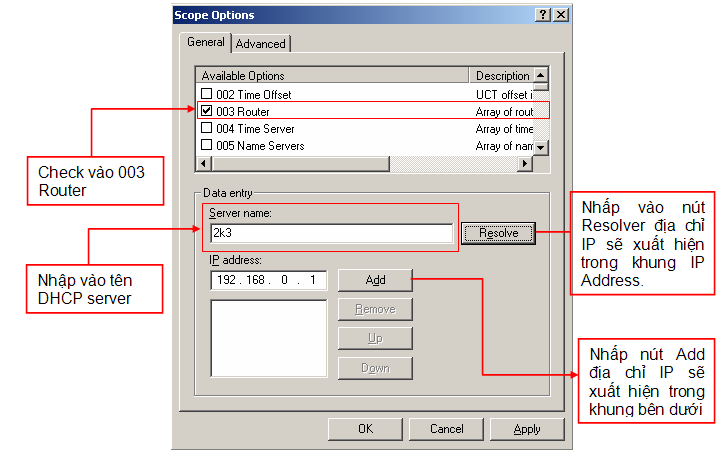 Scope Options
General
Advanced
Available Options
Description
002 Time Offset
UCT offset i
003 Router
Array of rout
004 Time Server
Array of time
005 Name Servers
Array of nam
Check vào 003
Router
Data entry
Server name:
2k3
Resolve
Nhấp vào nút
Resolver địa chỉ
IP sẽ xuất hiện
trong khung IP
Address.
Nhập vào tên
DHCP server
IP address:
192 . 168 . 0 . 1
Add
Remove
Up
Down
Nhấp nút Add
địa chỉ IP sẽ
xuất hiện trong
khung bên dưới
OK
Cancel
Apply